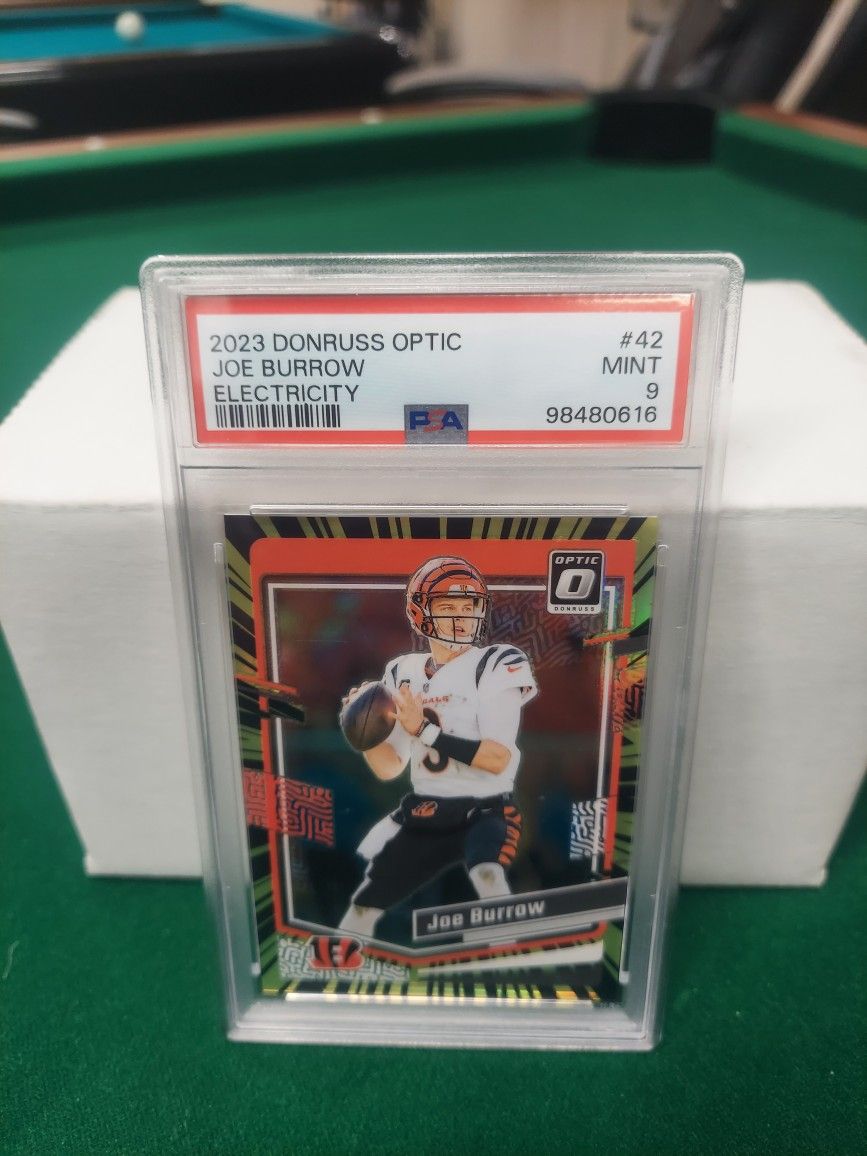 2023 DONRUSS OPTIC #42
JOE BURROW MINT
ELECTRICITY 9
PSA 98480616
OPTIC
DONRUSS
Joe Burrow